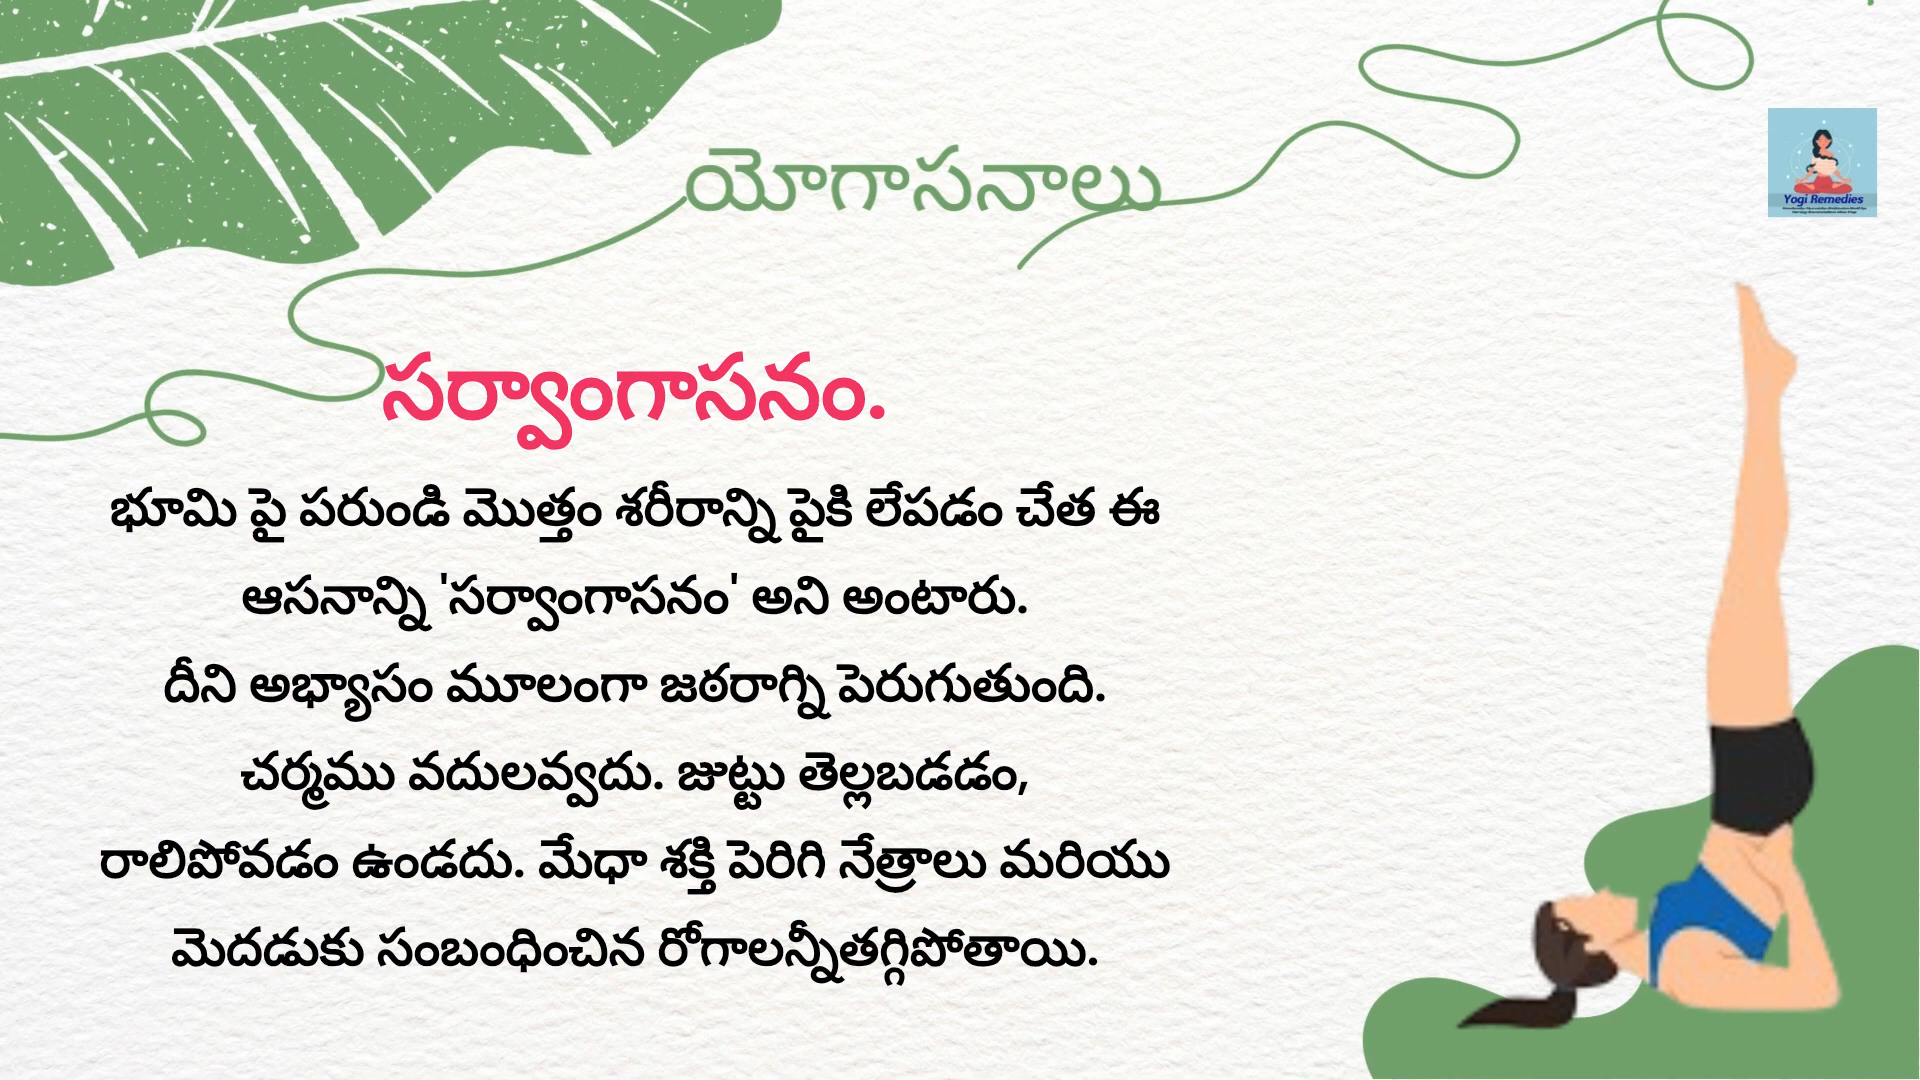 యోగాసనాలు
Yogi Remedies
సర్వాంగాసనం.
భూమి పై పరుండి మొత్తం శరీరాన్ని పైకి లేపడం చేత ఈ
ఆసనాన్ని 'సర్వాంగాసనం' అని అంటారు.
దీని అభ్యాసం మూలంగా జఠరాగ్ని పెరుగుతుంది.
చర్మము వదులవ్వదు. జుట్టు తెల్లబడడం,
రాలిపోవడం ఉండదు. మేధా శక్తి పెరిగి నేత్రాలు మరియు
మెదడుకు సంబంధించిన రోగాలన్నీతగ్గిపోతాయి.